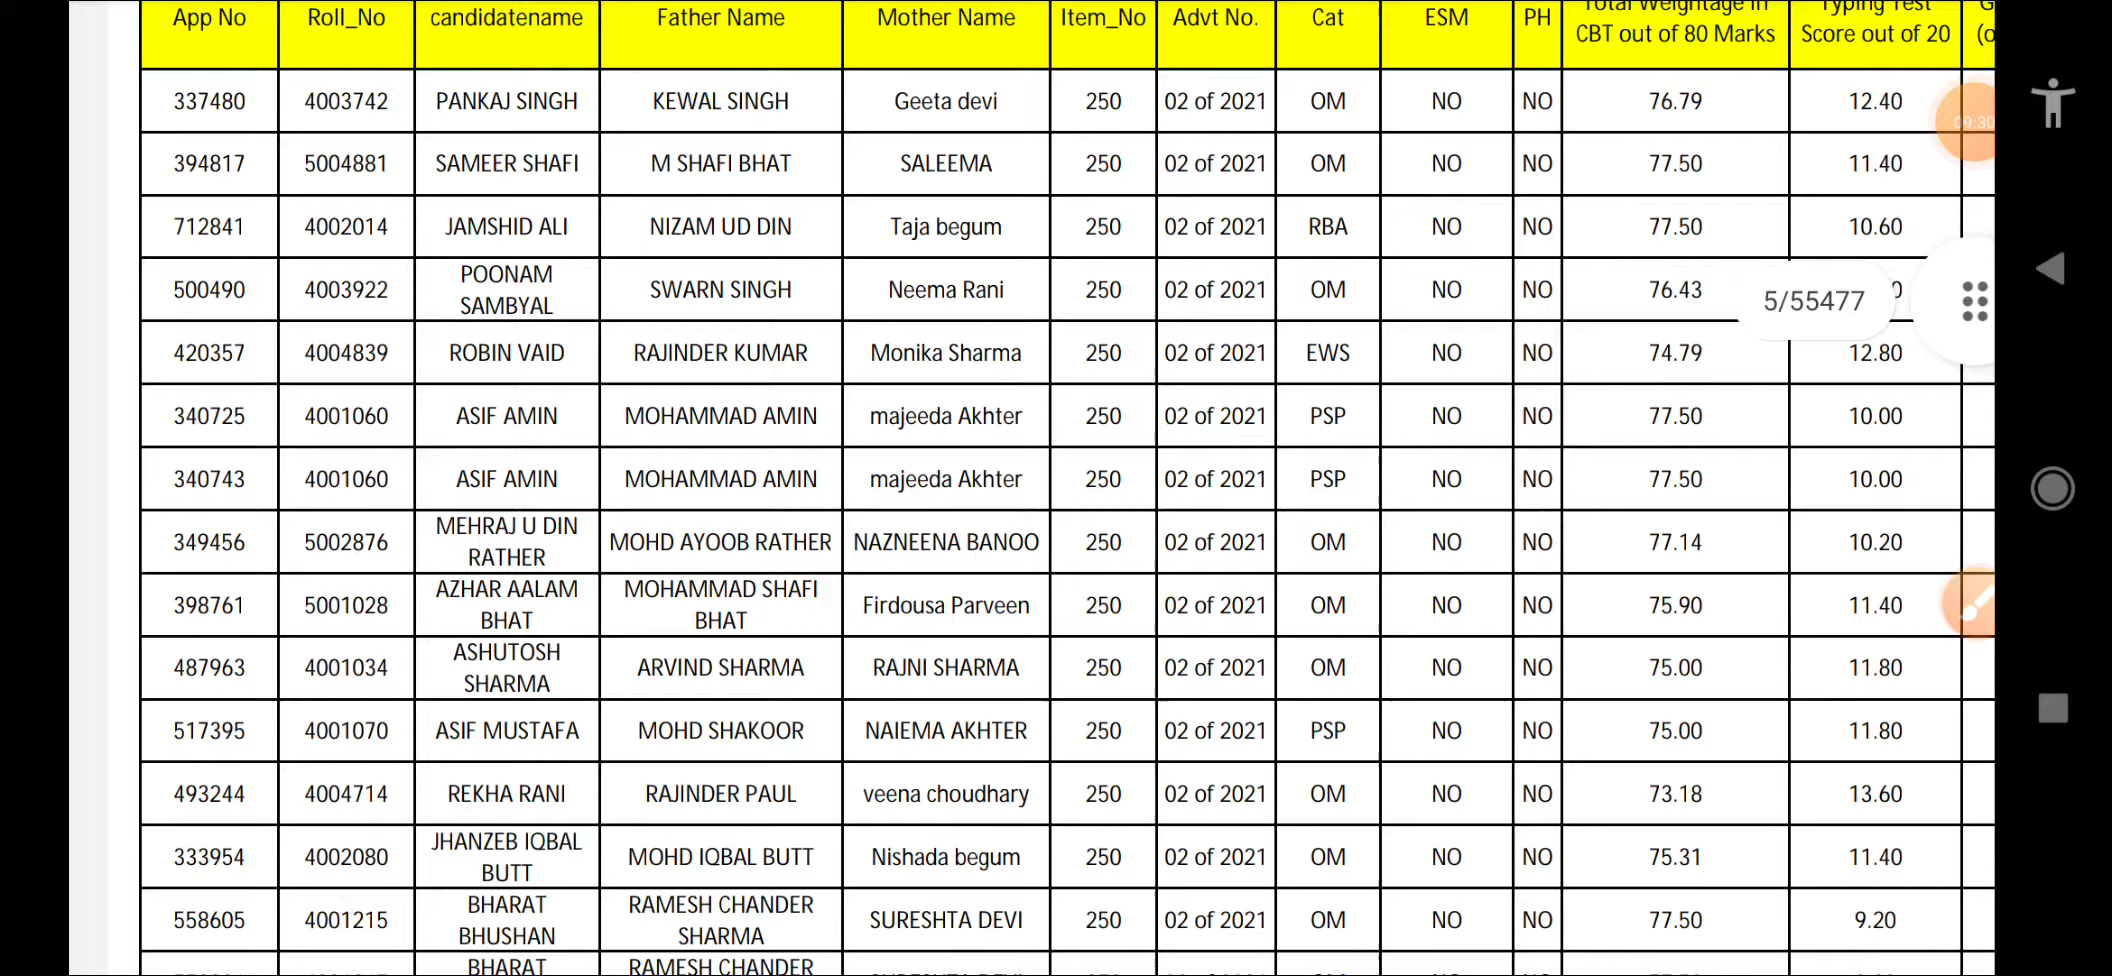 App No Roll_No candidatename Father Name Mother Name Item_No Advt No. Cat ESM PH Total Weightage in CBT out of 80 Marks Typing Test Score out of 20
337480 4003742 PANKAJ SINGH KEWAL SINGH Geeta devi 250 02 of 2021 OM NO NO 76.79 12.40
09:30
394817 5004881 SAMEER SHAFI M SHAFI BHAT SALEEMA 250 02 of 2021 OM NO NO 77.50 11.40
712841 4002014 JAMSHID ALI NIZAM UD DIN Taja begum 250 02 of 2021 RBA NO NO 77.50 10.60
500490 4003922 POONAM SAMBYAL SWARN SINGH Neema Rani 250 02 of 2021 OM NO NO 76.43
5/55477
420357 4004839 ROBIN VAID RAJINDER KUMAR Monika Sharma 250 02 of 2021 EWS NO NO 74.79 12.80
340725 4001060 ASIF AMIN MOHAMMAD AMIN majeeda Akhter 250 02 of 2021 PSP NO NO 77.50 10.00
340743 4001060 ASIF AMIN MOHAMMAD AMIN majeeda Akhter 250 02 of 2021 PSP NO NO 77.50 10.00
349456 5002876 MEHRAJ U DIN RATHER MOHD AYOOB RATHER NAZNEENA BANOO 250 02 of 2021 OM NO NO 77.14 10.20
398761 5001028 AZHAR AALAM BHAT MOHAMMAD SHAFI BHAT Firdousa Parveen 250 02 of 2021 OM NO NO 75.90 11.40
487963 4001034 ASHUTOSH SHARMA ARVIND SHARMA RAJNI SHARMA 250 02 of 2021 OM NO NO 75.00 11.80
517395 4001070 ASIF MUSTAFA MOHD SHAKOOR NAIEMA AKHTER 250 02 of 2021 PSP NO NO 75.00 11.80
493244 4004714 REKHA RANI RAJINDER PAUL veena choudhary 250 02 of 2021 OM NO NO 73.18 13.60
333954 4002080 JHANZEB IQBAL BUTT MOHD IQBAL BUTT Nishada begum 250 02 of 2021 OM NO NO 75.31 11.40
558605 4001215 BHARAT BHUSHAN RAMESH CHANDER SHARMA SURESHTA DEVI 250 02 of 2021 OM NO NO 77.50 9.20
BHARAT RAMESH CHANDER